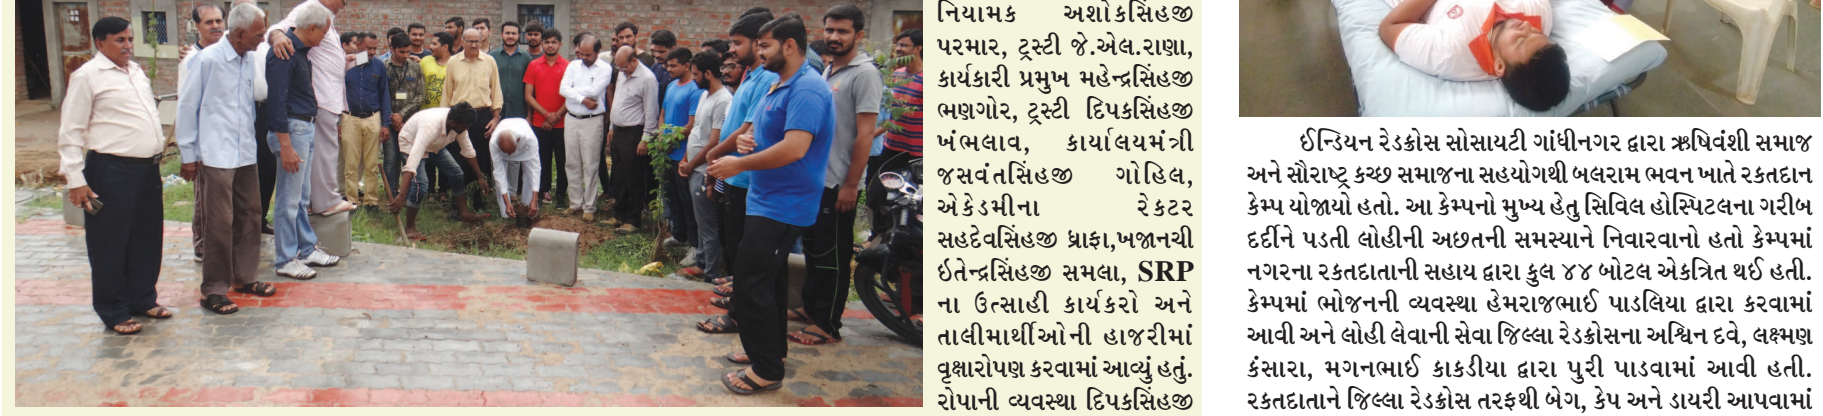 નિયામક અશોકસિંહજી
પરમાર, ટ્રસ્ટી જે.એલ.રાણા,
કાર્યકારી પ્રમુખ મહેન્દ્રસિંહજી
ભણગોર, ટ્રસ્ટી દિપકસિંહજી
ખંભલાવ, કાર્યાલયમંત્રી
જસવંતસિંહજી ગોહિલ,
એકેડમીના રેકટર
સહદેવસિંહજી ધ્રાફા,ખજાનચી
ઇતેન્દ્રસિંહજી સમલા, SRP
ના ઉત્સાહી કાર્યકરો અને
તાલીમાર્થીઓની હાજરીમાં
વૃક્ષારોપણ કરવામાં આવ્યું હતું.
રોપાની વ્યવસ્થા દિપકસિંહજી
ઈન્ડિયન રેડક્રોસ સોસાયટી ગાંધીનગર દ્વારા ઋષિવંશી સમાજ
અને સૌરાષ્ટ્ર કચ્છ સમાજના સહયોગથી બલરામ ભવન ખાતે રકતદાન
કેમ્પ યોજાયો હતો. આ કેમ્પનો મુખ્ય હેતુ સિવિલ હોસ્પિટલના ગરીબ
દર્દીને પડતી લોહીની અછતની સમસ્યાને નિવારવાનો હતો કેમ્પમાં
નગરના રકતદાતાની સહાય દ્વારા કુલ ૪૪ બોટલ એકત્રિત થઈ હતી.
કેમ્પમાં ભોજનની વ્યવસ્થા હેમરાજભાઈ પાડલિયા દ્વારા કરવામાં
આવી અને લોહી લેવાની સેવા જિલ્લા રેડક્રોસના અશ્વિન દવે, લક્ષ્મણ
કંસારા, મગનભાઈ કાકડીયા દ્વારા પુરી પાડવામાં આવી હતી.
રકતદાતાને જિલ્લા રેડક્રોસ તરફથી બેગ, કેપ અને ડાયરી આપવામાં